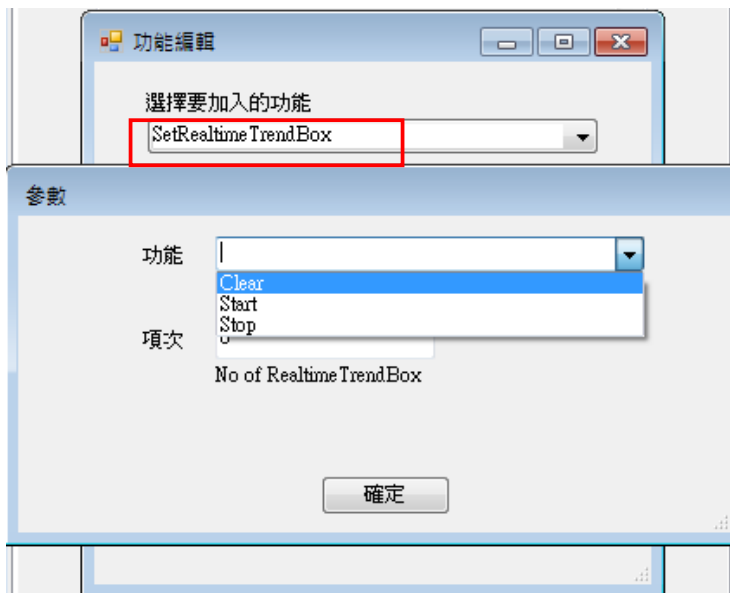 功能編輯
選擇要加入的功能
SetRealtimeTrendBox
參數
功能
Clear
Start
Stop
項次
No of RealtimeTrendBox
確定